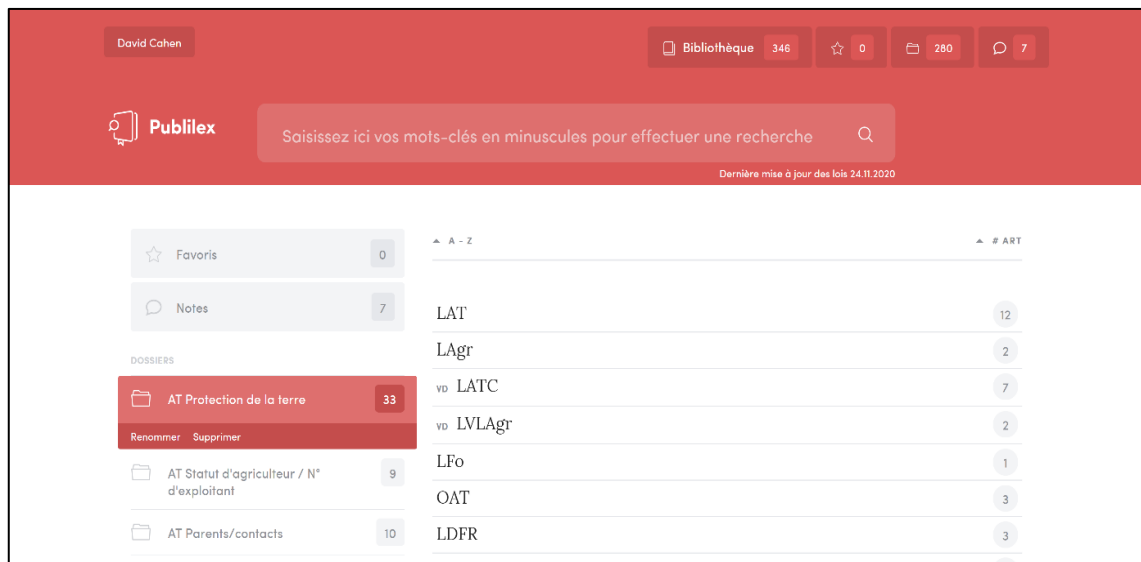 David Cohen
Bibliothèque 346 0 280 7
Publilex
Saisissez ici vos mots-clés en minuscules pour effectuer une recherche
Dernière mise à jour des lois 24.11.2020
A - Z # ART
Favoris 0
Notes 7
DOSSIERS
AT Protection de la terre 33
Renommer Supprimer
AT Statut d'agriculteur / N° d'exploitant 9
AT Parents/contacts 10
LAT 12
LAgr 2
VD LATC 7
VD LVLAgr 2
LFo 1
OAT 3
LDFR 3